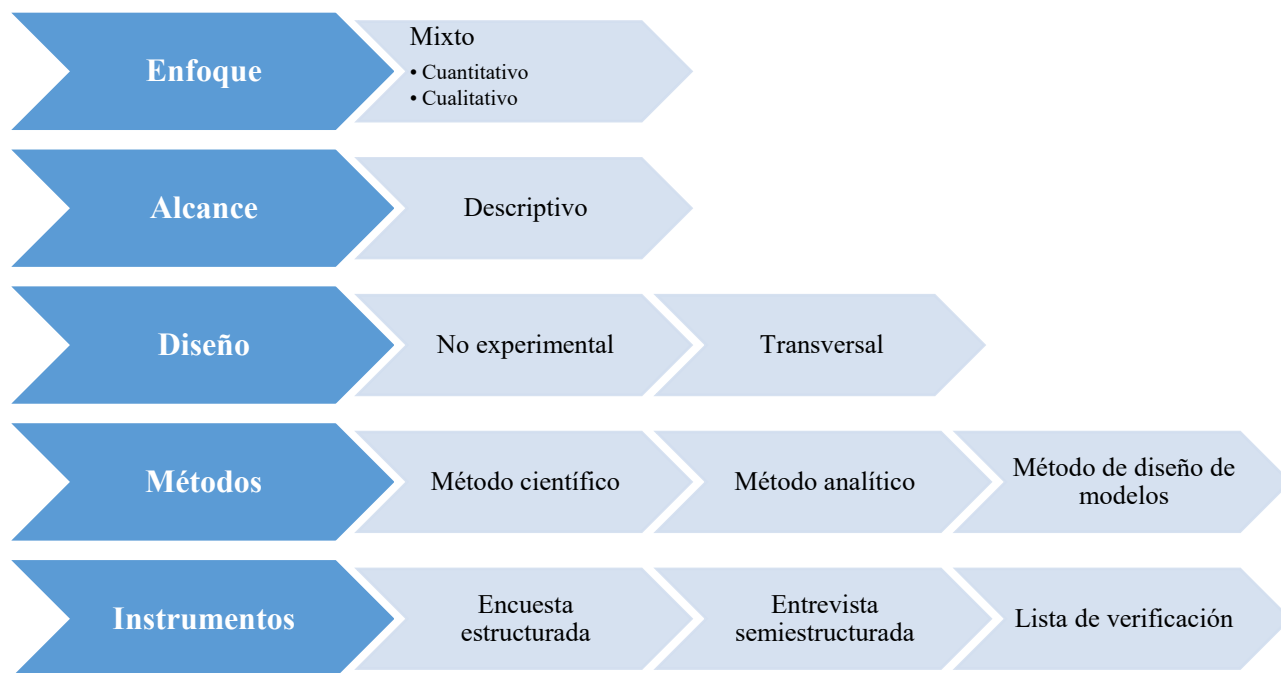 Enfoque
Mixto
• Cuantitativo
• Cualitativo
Alcance
Descriptivo
Diseño
No experimental
Transversal
Métodos
Método científico
Método analítico
Método de diseño de
modelos
Instrumentos
Encuesta
estructurada
Entrevista
semiestructurada
Lista de verificación